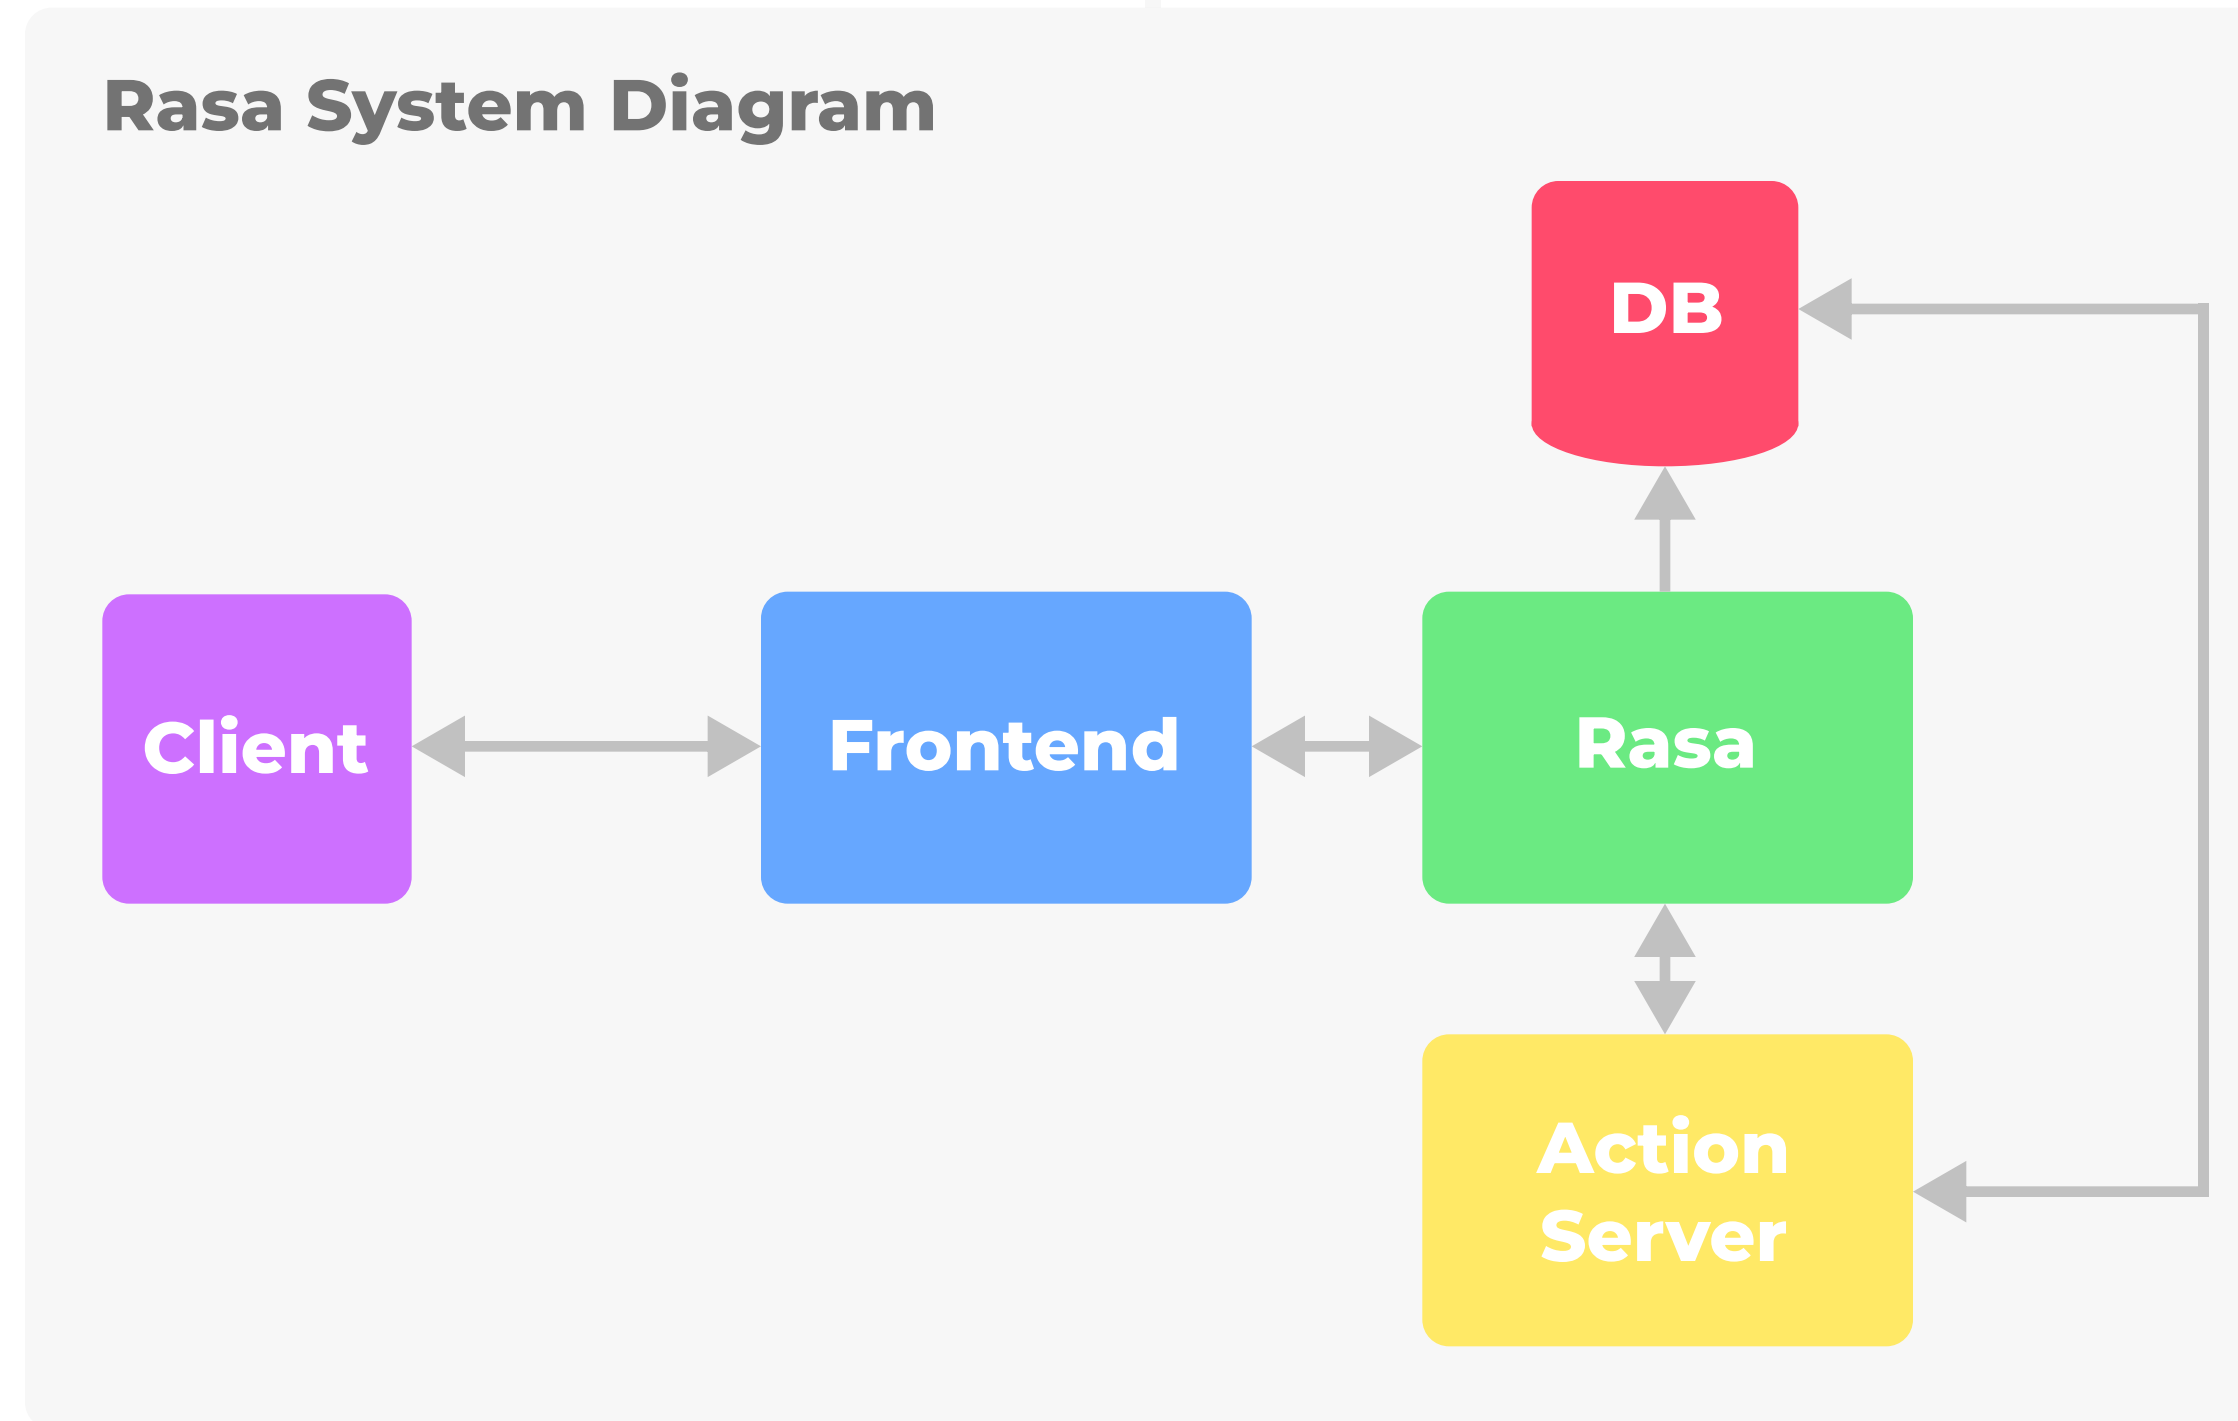 Rasa System Diagram
DB
Client
Frontend
Rasa
Action
Server